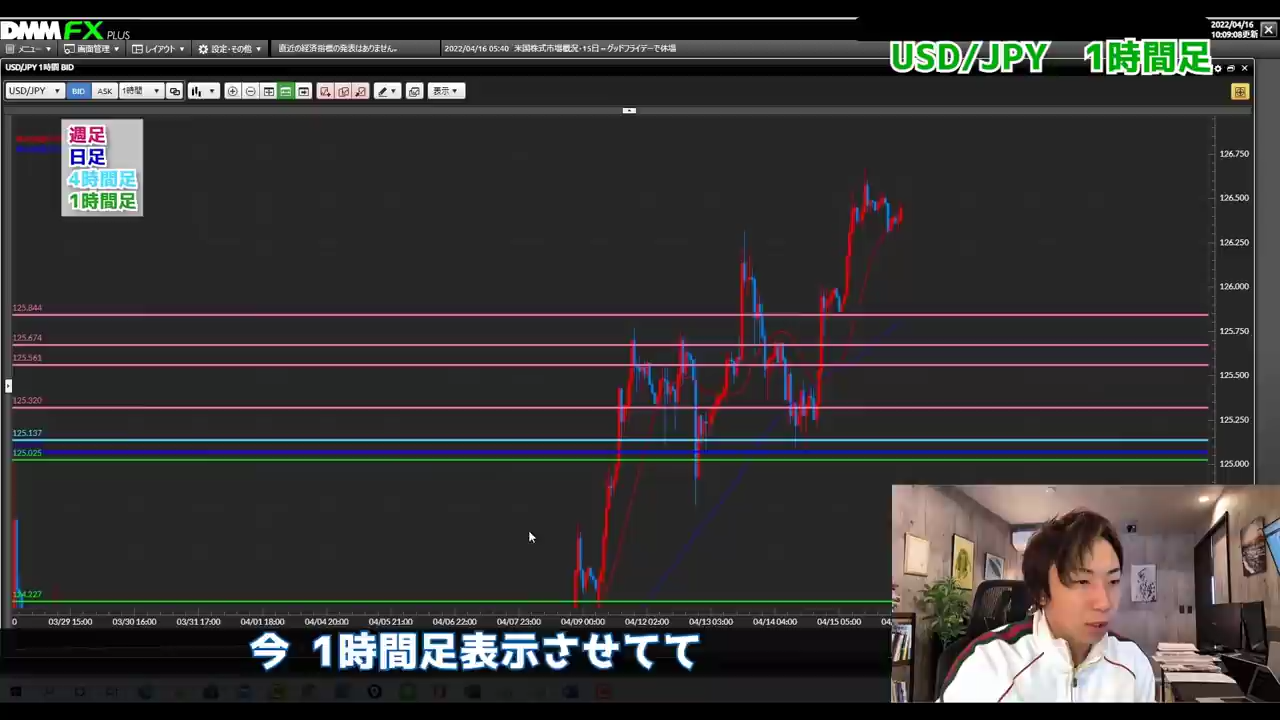 DMM FX PLUS
2022/04/16
10:09:08更新
メニュー 画面管理 レイアウト 設定・その他 直近の経済指標の発表はありません。 2022/04/16 05:40 米国株式市場概況・15日＝グッドフライデーで休場
USD/JPY 1時間足
USD/JPY 1時間 BID
USD/JPY BID ASK 1時間 表示
週足
日足
4時間足
1時間足
126.750
126.500
126.250
126.000
125.844
125.750
125.674
125.561
125.500
125.320
125.250
125.137
125.025
125.000
124.227
0 03/29 15:00 03/30 16:00 03/31 17:00 04/01 18:00 04/04 20:00 04/05 21:00 04/06 22:00 04/07 23:00 04/09 00:00 04/12 02:00 04/13 03:00 04/14 04:00 04/15 05:00 04/
今 1時間足表示させてて